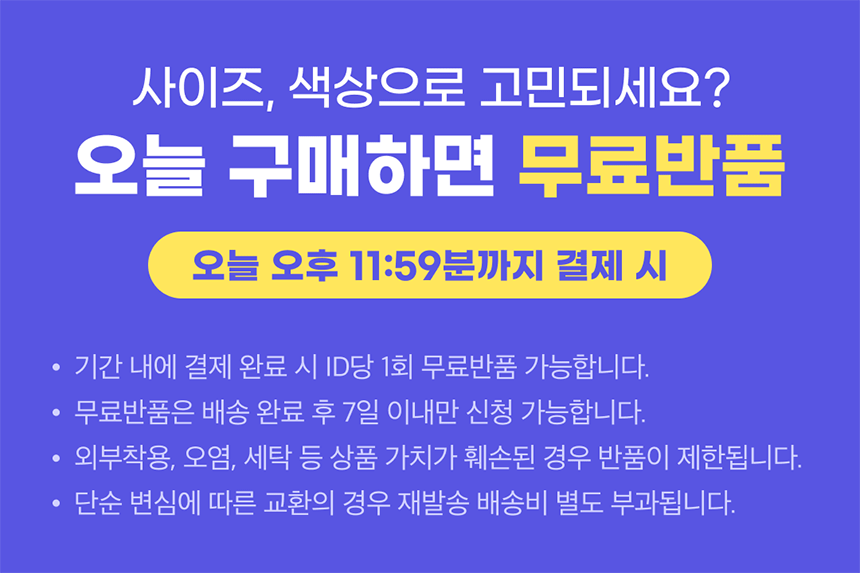 사이즈, 색상으로 고민되세요?
오늘 구매하면 무료반품
오늘 오후 11:59분까지 결제 시
• 기간 내에 결제 완료 시 ID당 1회 무료반품 가능합니다.
• 무료반품은 배송 완료 후 7일 이내만 신청 가능합니다.
• 외부착용, 오염, 세탁 등 상품 가치가 훼손된 경우 반품이 제한됩니다.
• 단순 변심에 따른 교환의 경우 재발송 배송비 별도 부과됩니다.